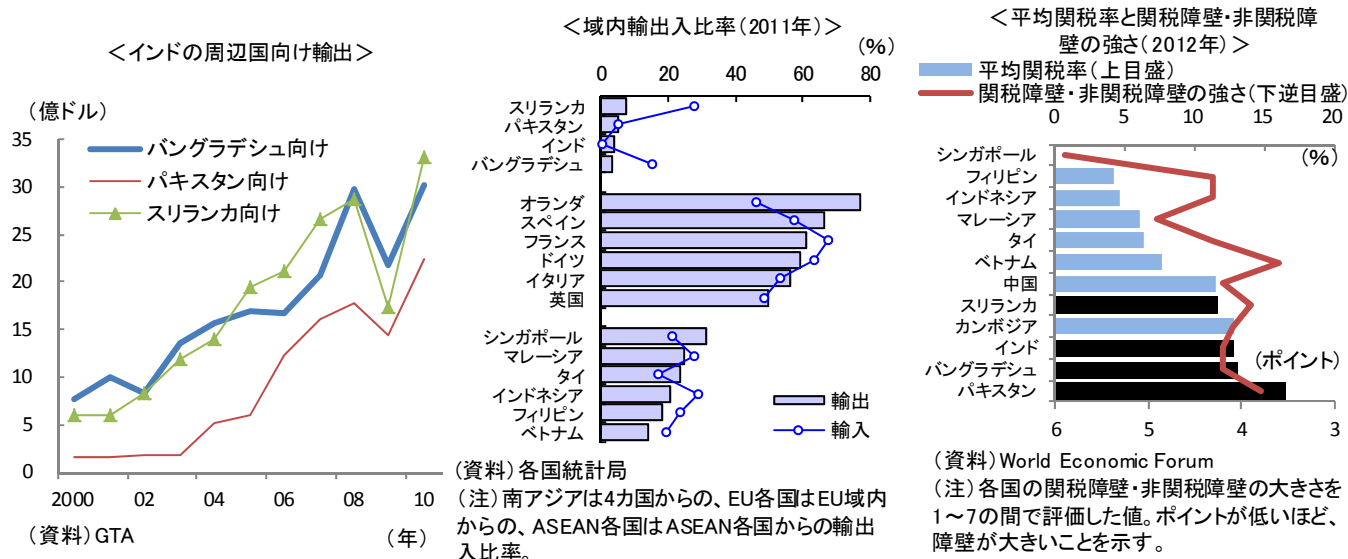 ＜インドの周辺国向け輸出＞
（億ドル）
35
30
25
20
15
10
5
0
バングラデシュ向け
パキスタン向け
スリランカ向け
2000 02 04 06 08 10
（資料）GTA （年）
＜域内輸出入比率（2011年）＞
（%）
0 20 40 60 80
スリランカ
パキスタン
インド
バングラデシュ
オランダ
スペイン
フランス
ドイツ
イタリア
英国
シンガポール
マレーシア
タイ
インドネシア
フィリピン
ベトナム
輸出
輸入
（資料）各国統計局
（注）南アジアは4カ国からの、EU各国はEU域内
からの、ASEAN各国はASEAN各国からの輸出
入比率。
＜平均関税率と関税障壁・非関税障
壁の強さ（2012年）＞
平均関税率（上目盛）
関税障壁・非関税障壁の強さ（下逆目盛）
0 5 10 15 20
（%）
シンガポール
フィリピン
インドネシア
マレーシア
タイ
ベトナム
中国
スリランカ
カンボジア
インド
バングラデシュ
パキスタン
（ポイント）
6 5 4 3
（資料）World Economic Forum
（注）各国の関税障壁・非関税障壁の大きさを
1～7の間で評価した値。ポイントが低いほど、
障壁が大きいことを示す。